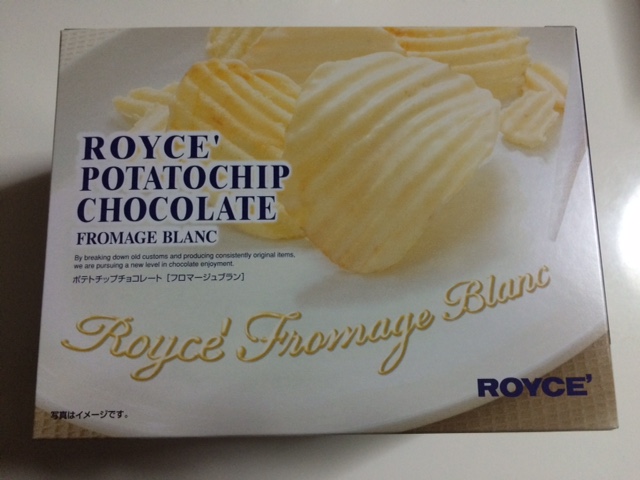 ROYCE'
POTATOCHIP
CHOCOLATE
FROMAGE BLANC
By breaking down old customs and producing consistently original items,
we are pursuing a new level in chocolate enjoyment.
ポテトチップチョコレート［フロマージュブラン］
Royce' Fromage Blanc
ROYCE'
写真はイメージです。